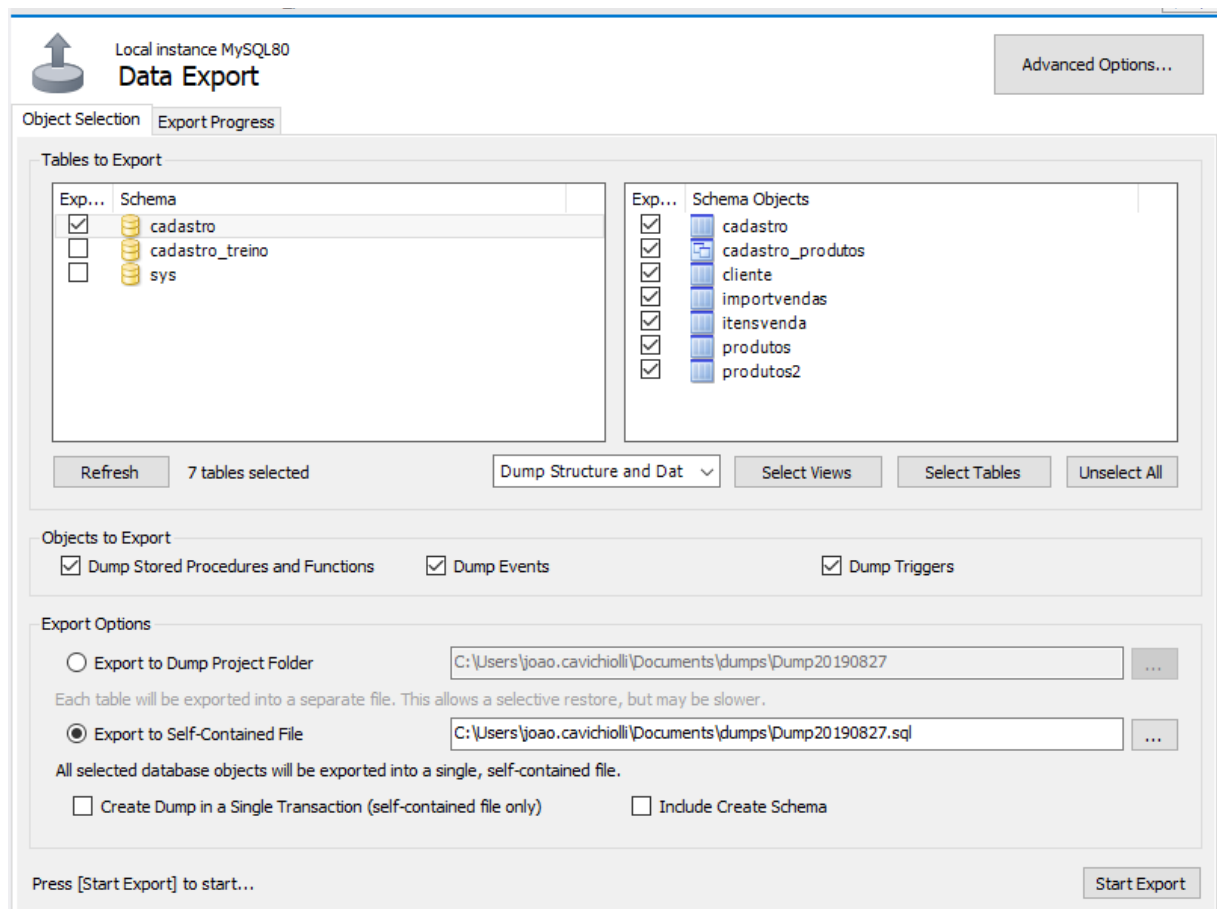 Local instance MySQL80
Data Export
Advanced Options...
Object Selection
Export Progress
Tables to Export
Exp... Schema
cadastro
cadastro_treino
sys
Exp... Schema Objects
cadastro
cadastro_produtos
cliente
importvendas
itensvenda
produtos
produtos2
Refresh
7 tables selected
Dump Structure and Dat
Select Views
Select Tables
Unselect All
Objects to Export
Dump Stored Procedures and Functions
Dump Events
Dump Triggers
Export Options
Export to Dump Project Folder
C:\Users\joao.cavichiolli\Documents\dumps\Dump20190827
...
Each table will be exported into a separate file. This allows a selective restore, but may be slower.
Export to Self-Contained File
C:\Users\joao.cavichiolli\Documents\dumps\Dump20190827.sql
...
All selected database objects will be exported into a single, self-contained file.
Create Dump in a Single Transaction (self-contained file only)
Include Create Schema
Press [Start Export] to start...
Start Export